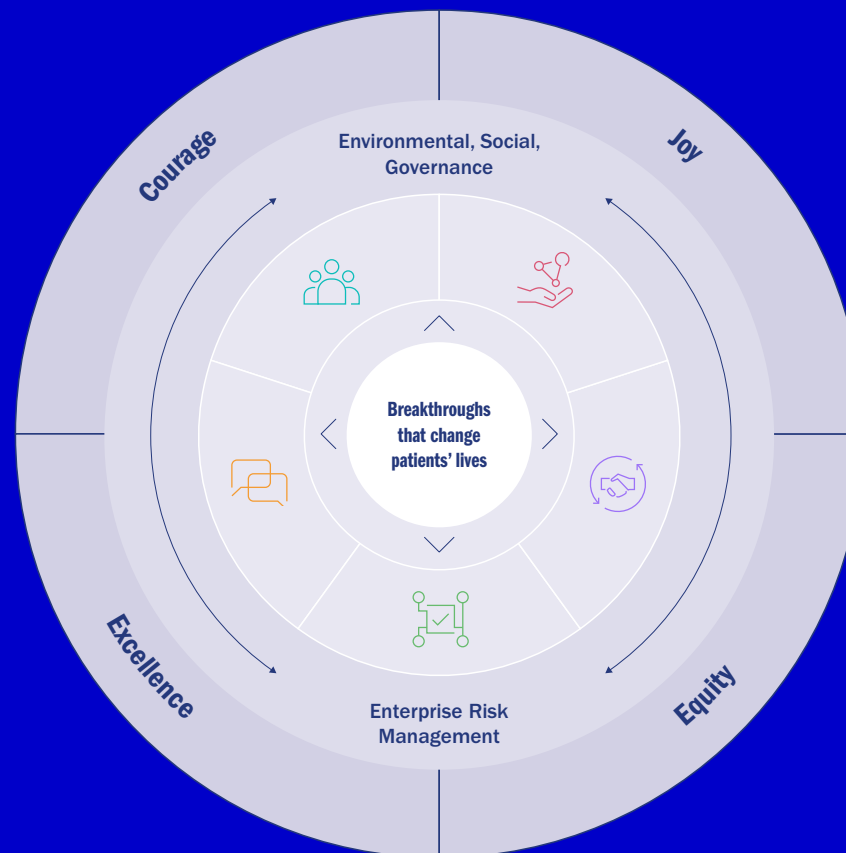 Courage
Joy
Environmental, Social,
Governance
Breakthroughs
that change
patients' lives
Excellence
Equity
Enterprise Risk
Management